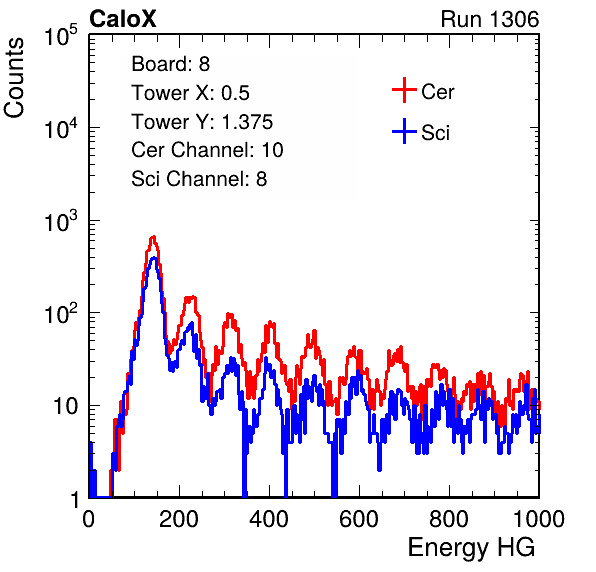 CaloX Run 1306
Counts
Board: 8
Tower X: 0.5
Tower Y: 1.375
Cer Channel: 10
Sci Channel: 8
Cer
Sci
10^5
10^4
10^3
10^2
10
1
0 200 400 600 800 1000
Energy HG